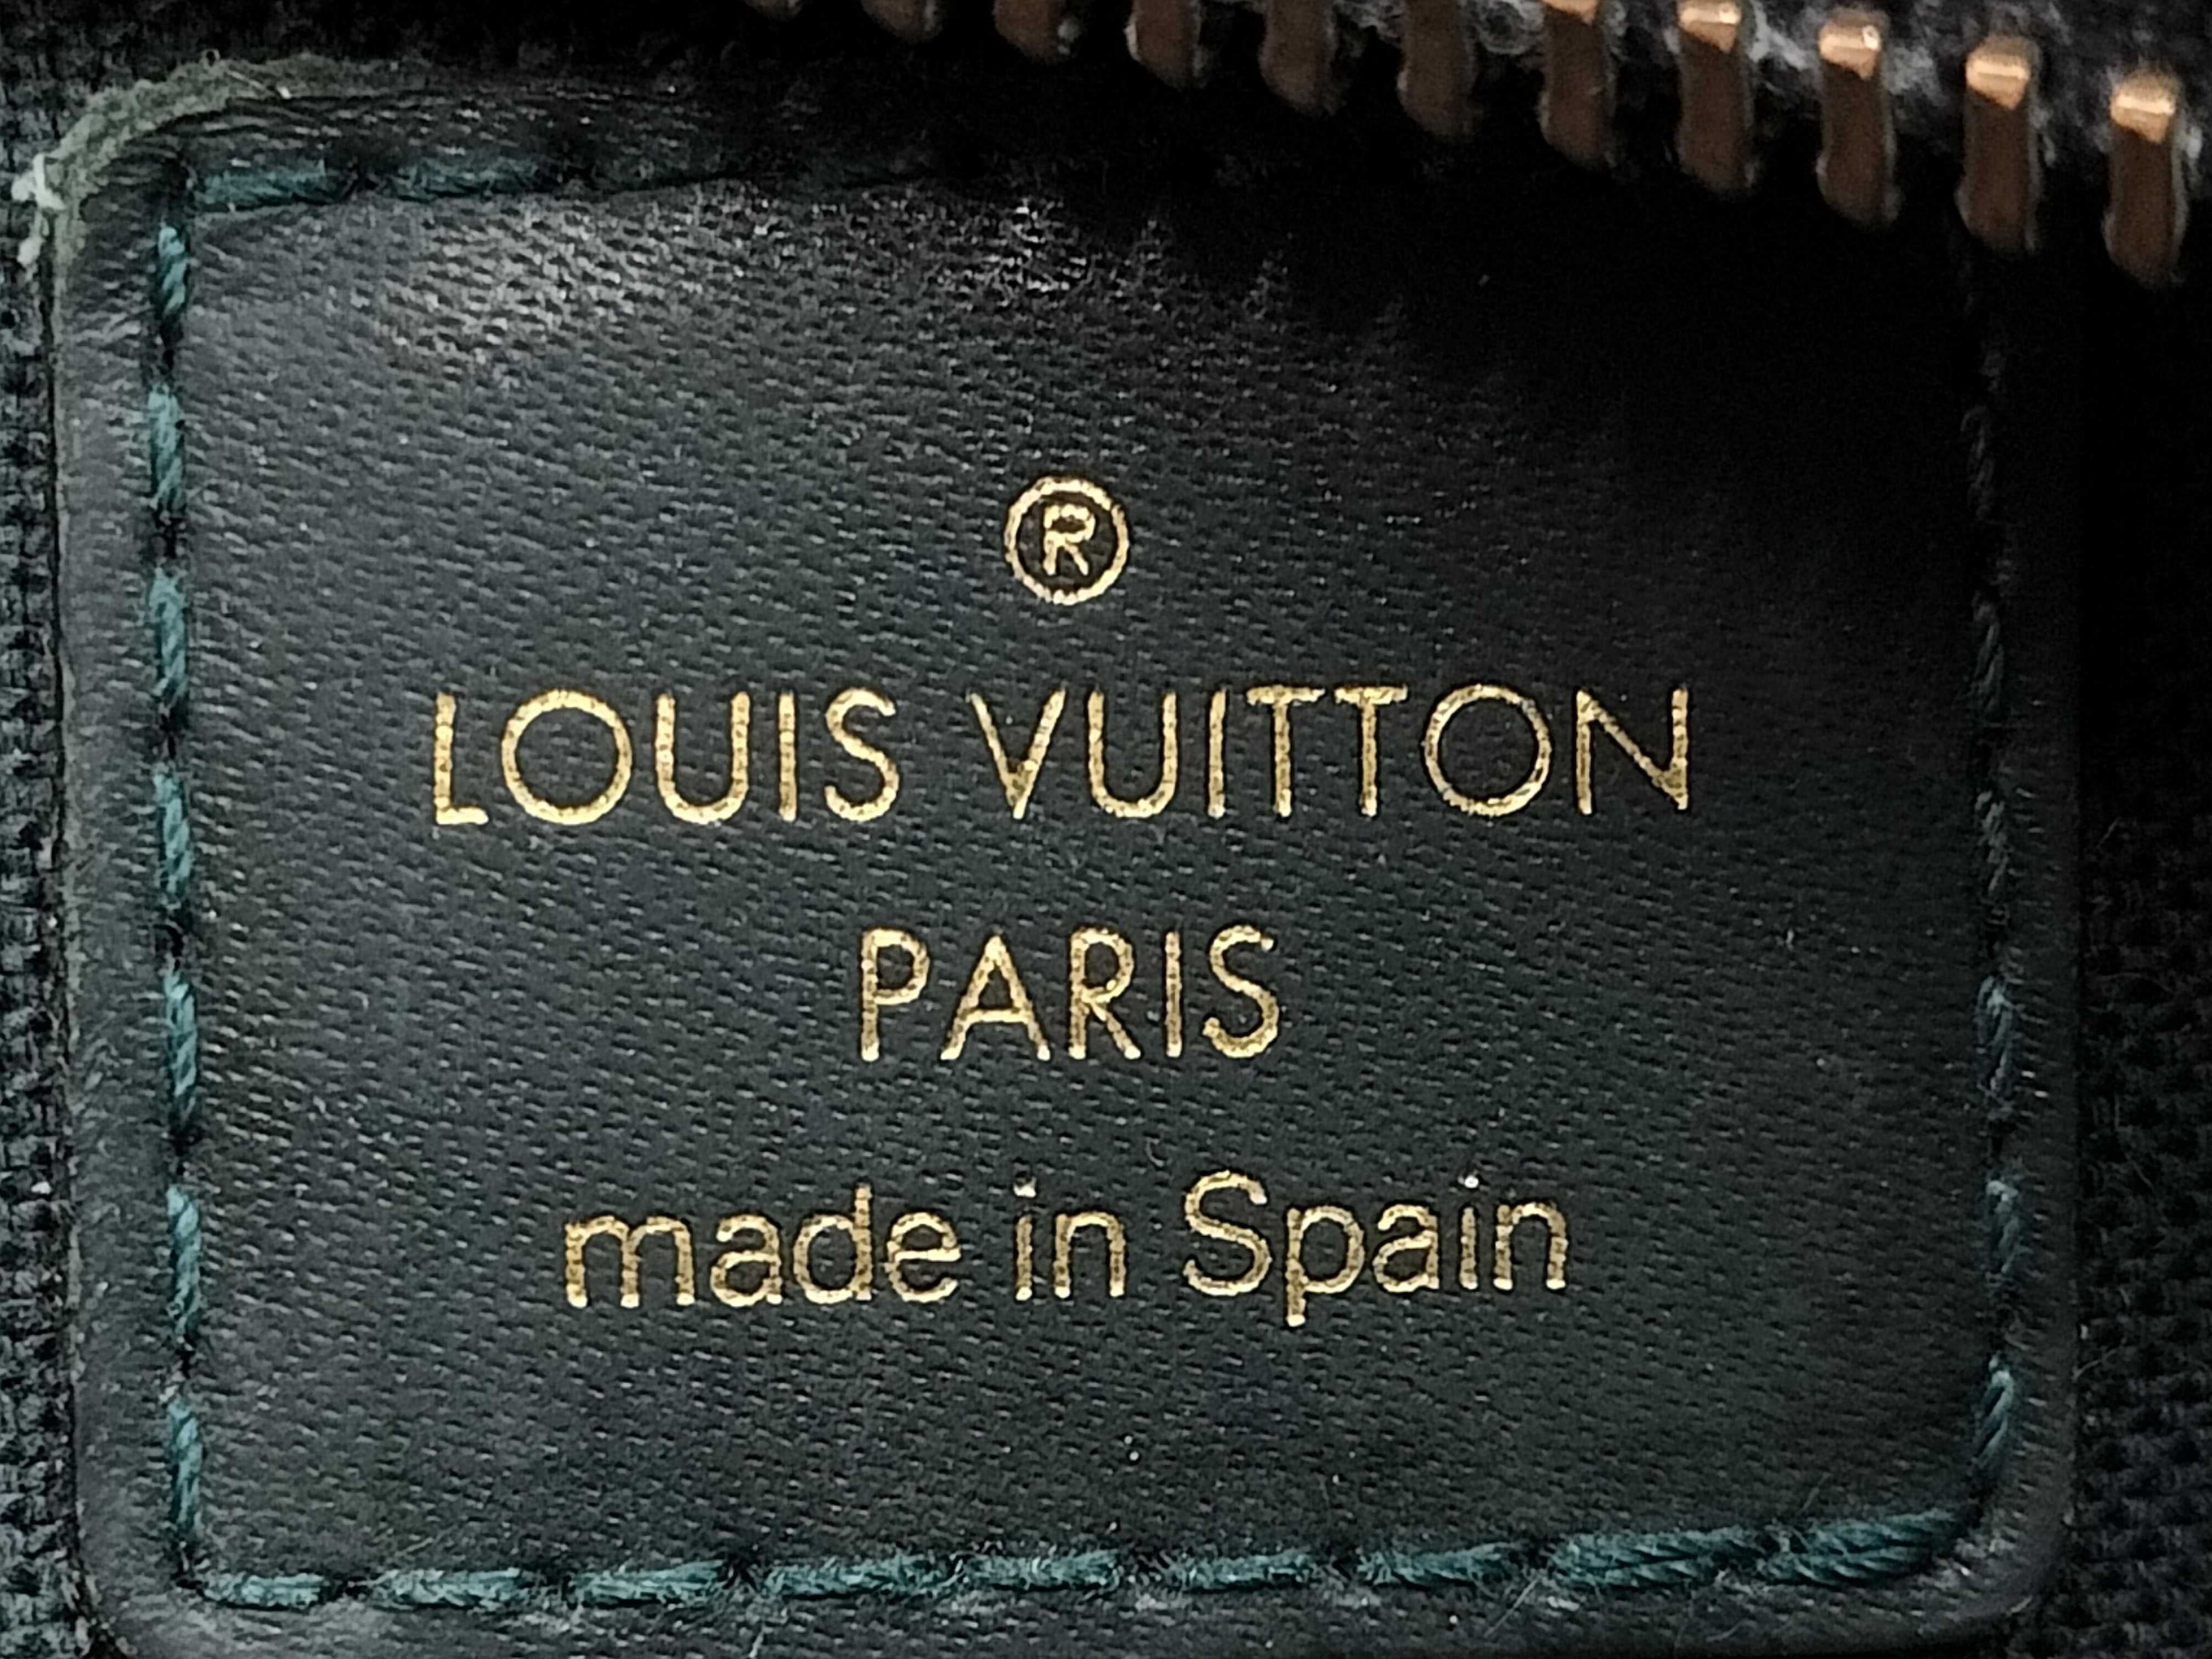 ®
LOUIS VUITTON
PARIS
made in Spain